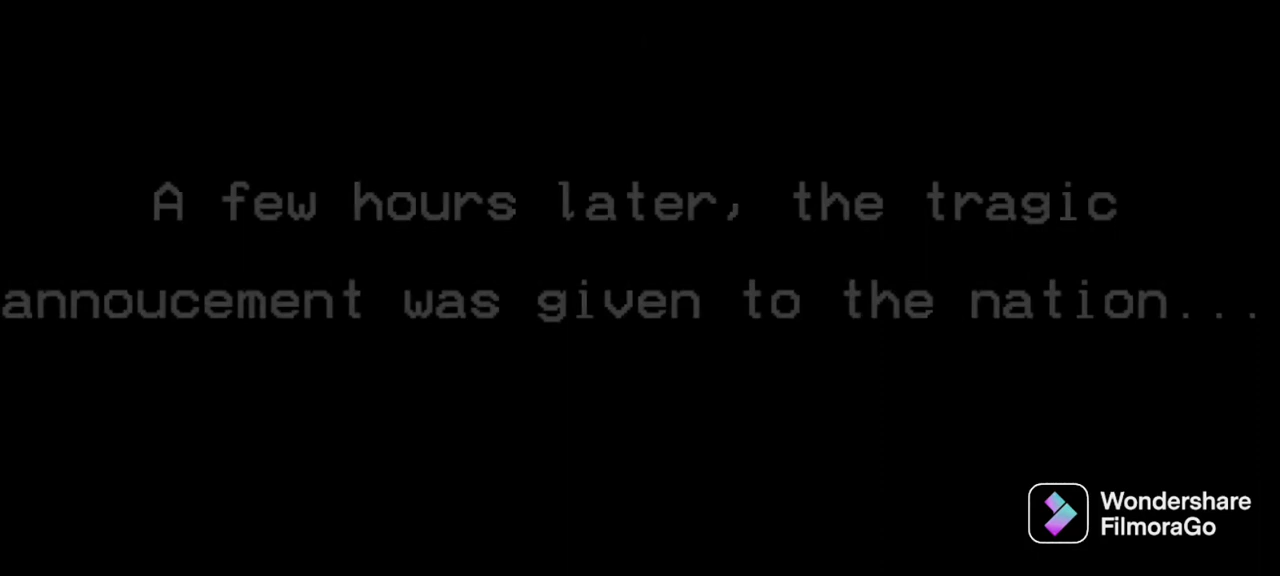 A few hours later, the tragic
annoucement was given to the nation...
Wondershare
FilmoraGo